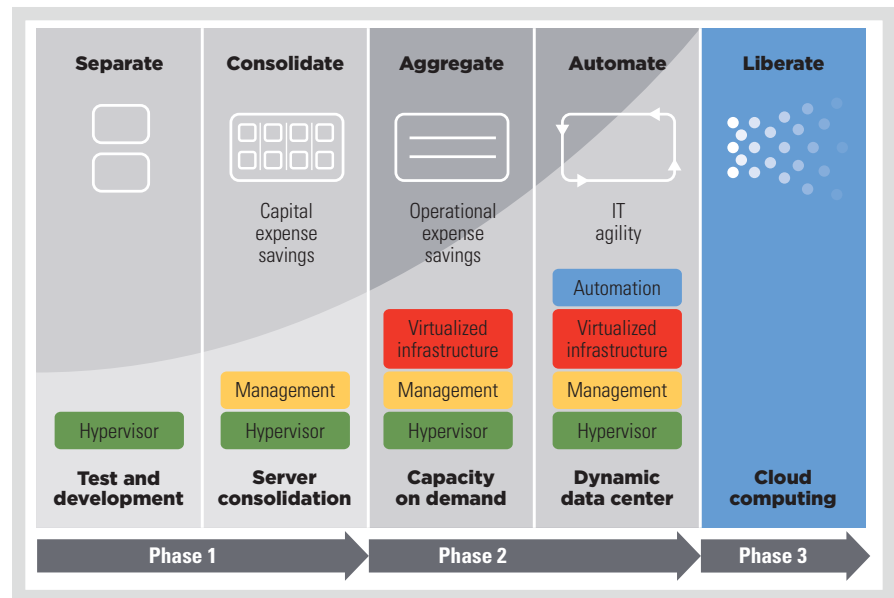 Separate
Consolidate
Aggregate
Automate
Liberate
Capital
expense
savings
Operational
expense
savings
IT
agility
Automation
Virtualized
infrastructure
Virtualized
infrastructure
Management
Management
Management
Hypervisor
Hypervisor
Hypervisor
Hypervisor
Test and
development
Server
consolidation
Capacity
on demand
Dynamic
data center
Cloud
computing
Phase 1
Phase 2
Phase 3